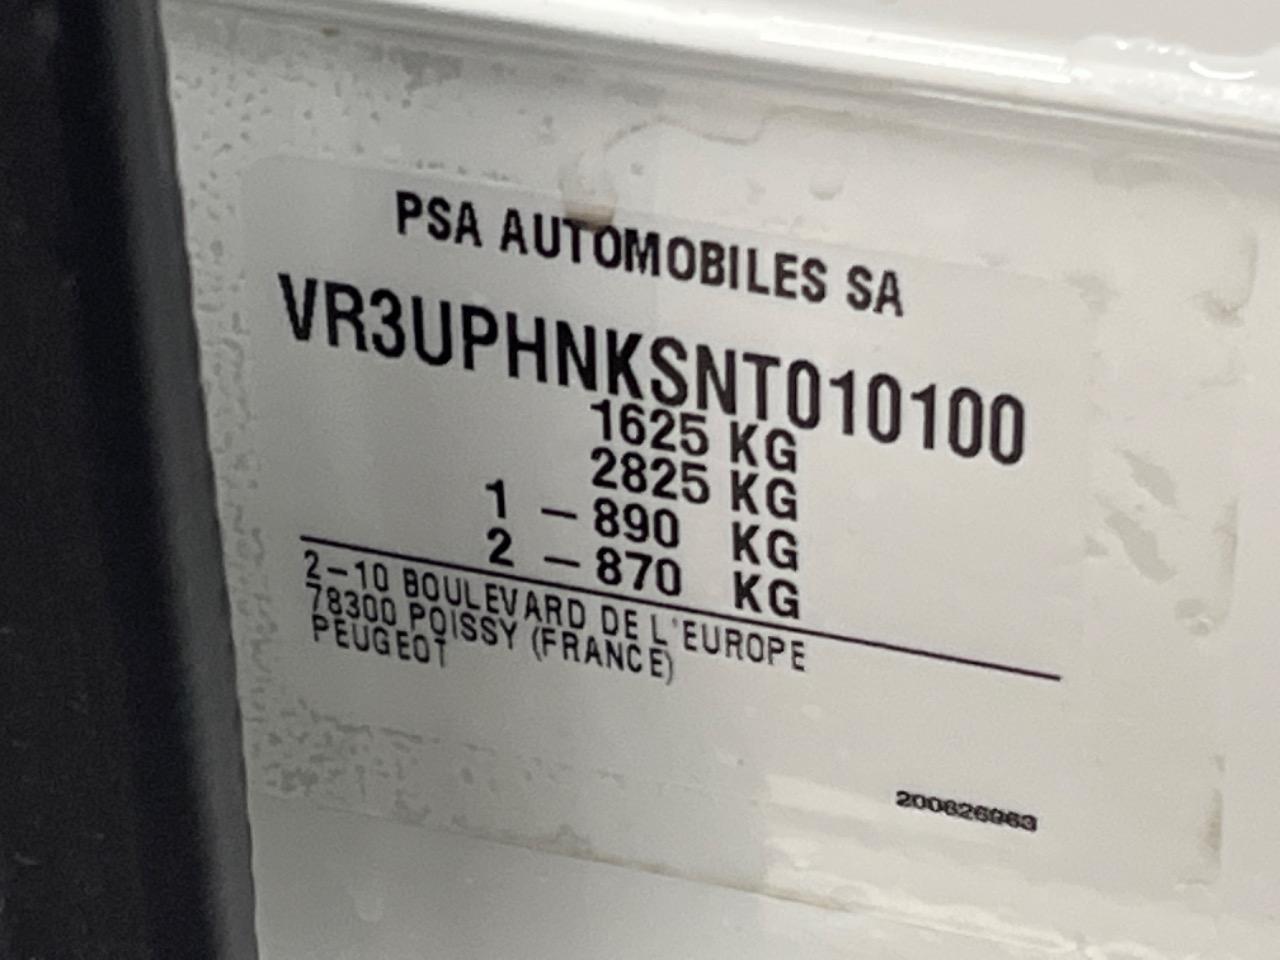 PSA AUTOMOBILES SA
VR3UPHNKSNT010100
1625 KG
2825 KG
1 – 890 KG
2 – 870 KG
2–10 BOULEVARD DE L'EUROPE
78300 POISSY (FRANCE)
PEUGEOT
200626963